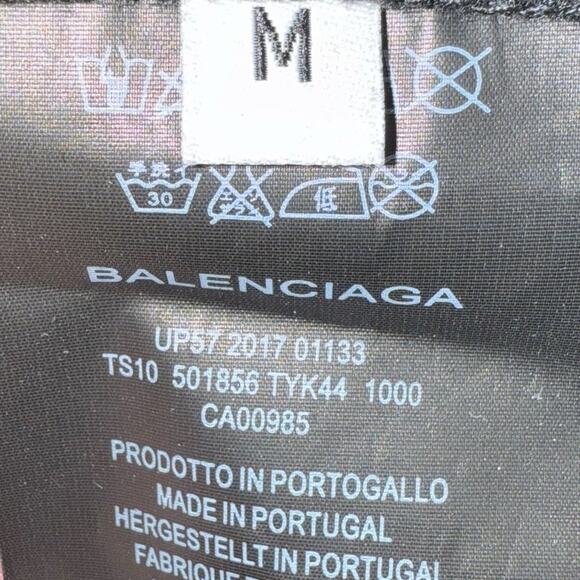 M
手洗イ
30
低
BALENCIAGA
UP57 2017 01133
TS10 501856 TYK44 1000
CA00985
PRODOTTO IN PORTOGALLO
MADE IN PORTUGAL
HERGESTELLT IN PORTUGAL